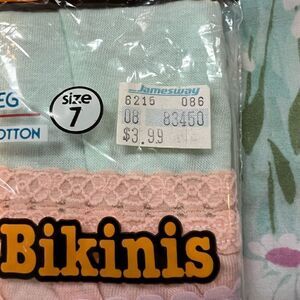 Jamesway
6215 086
08 83450
$3.99
EG
size
7
OTTON
Bikinis